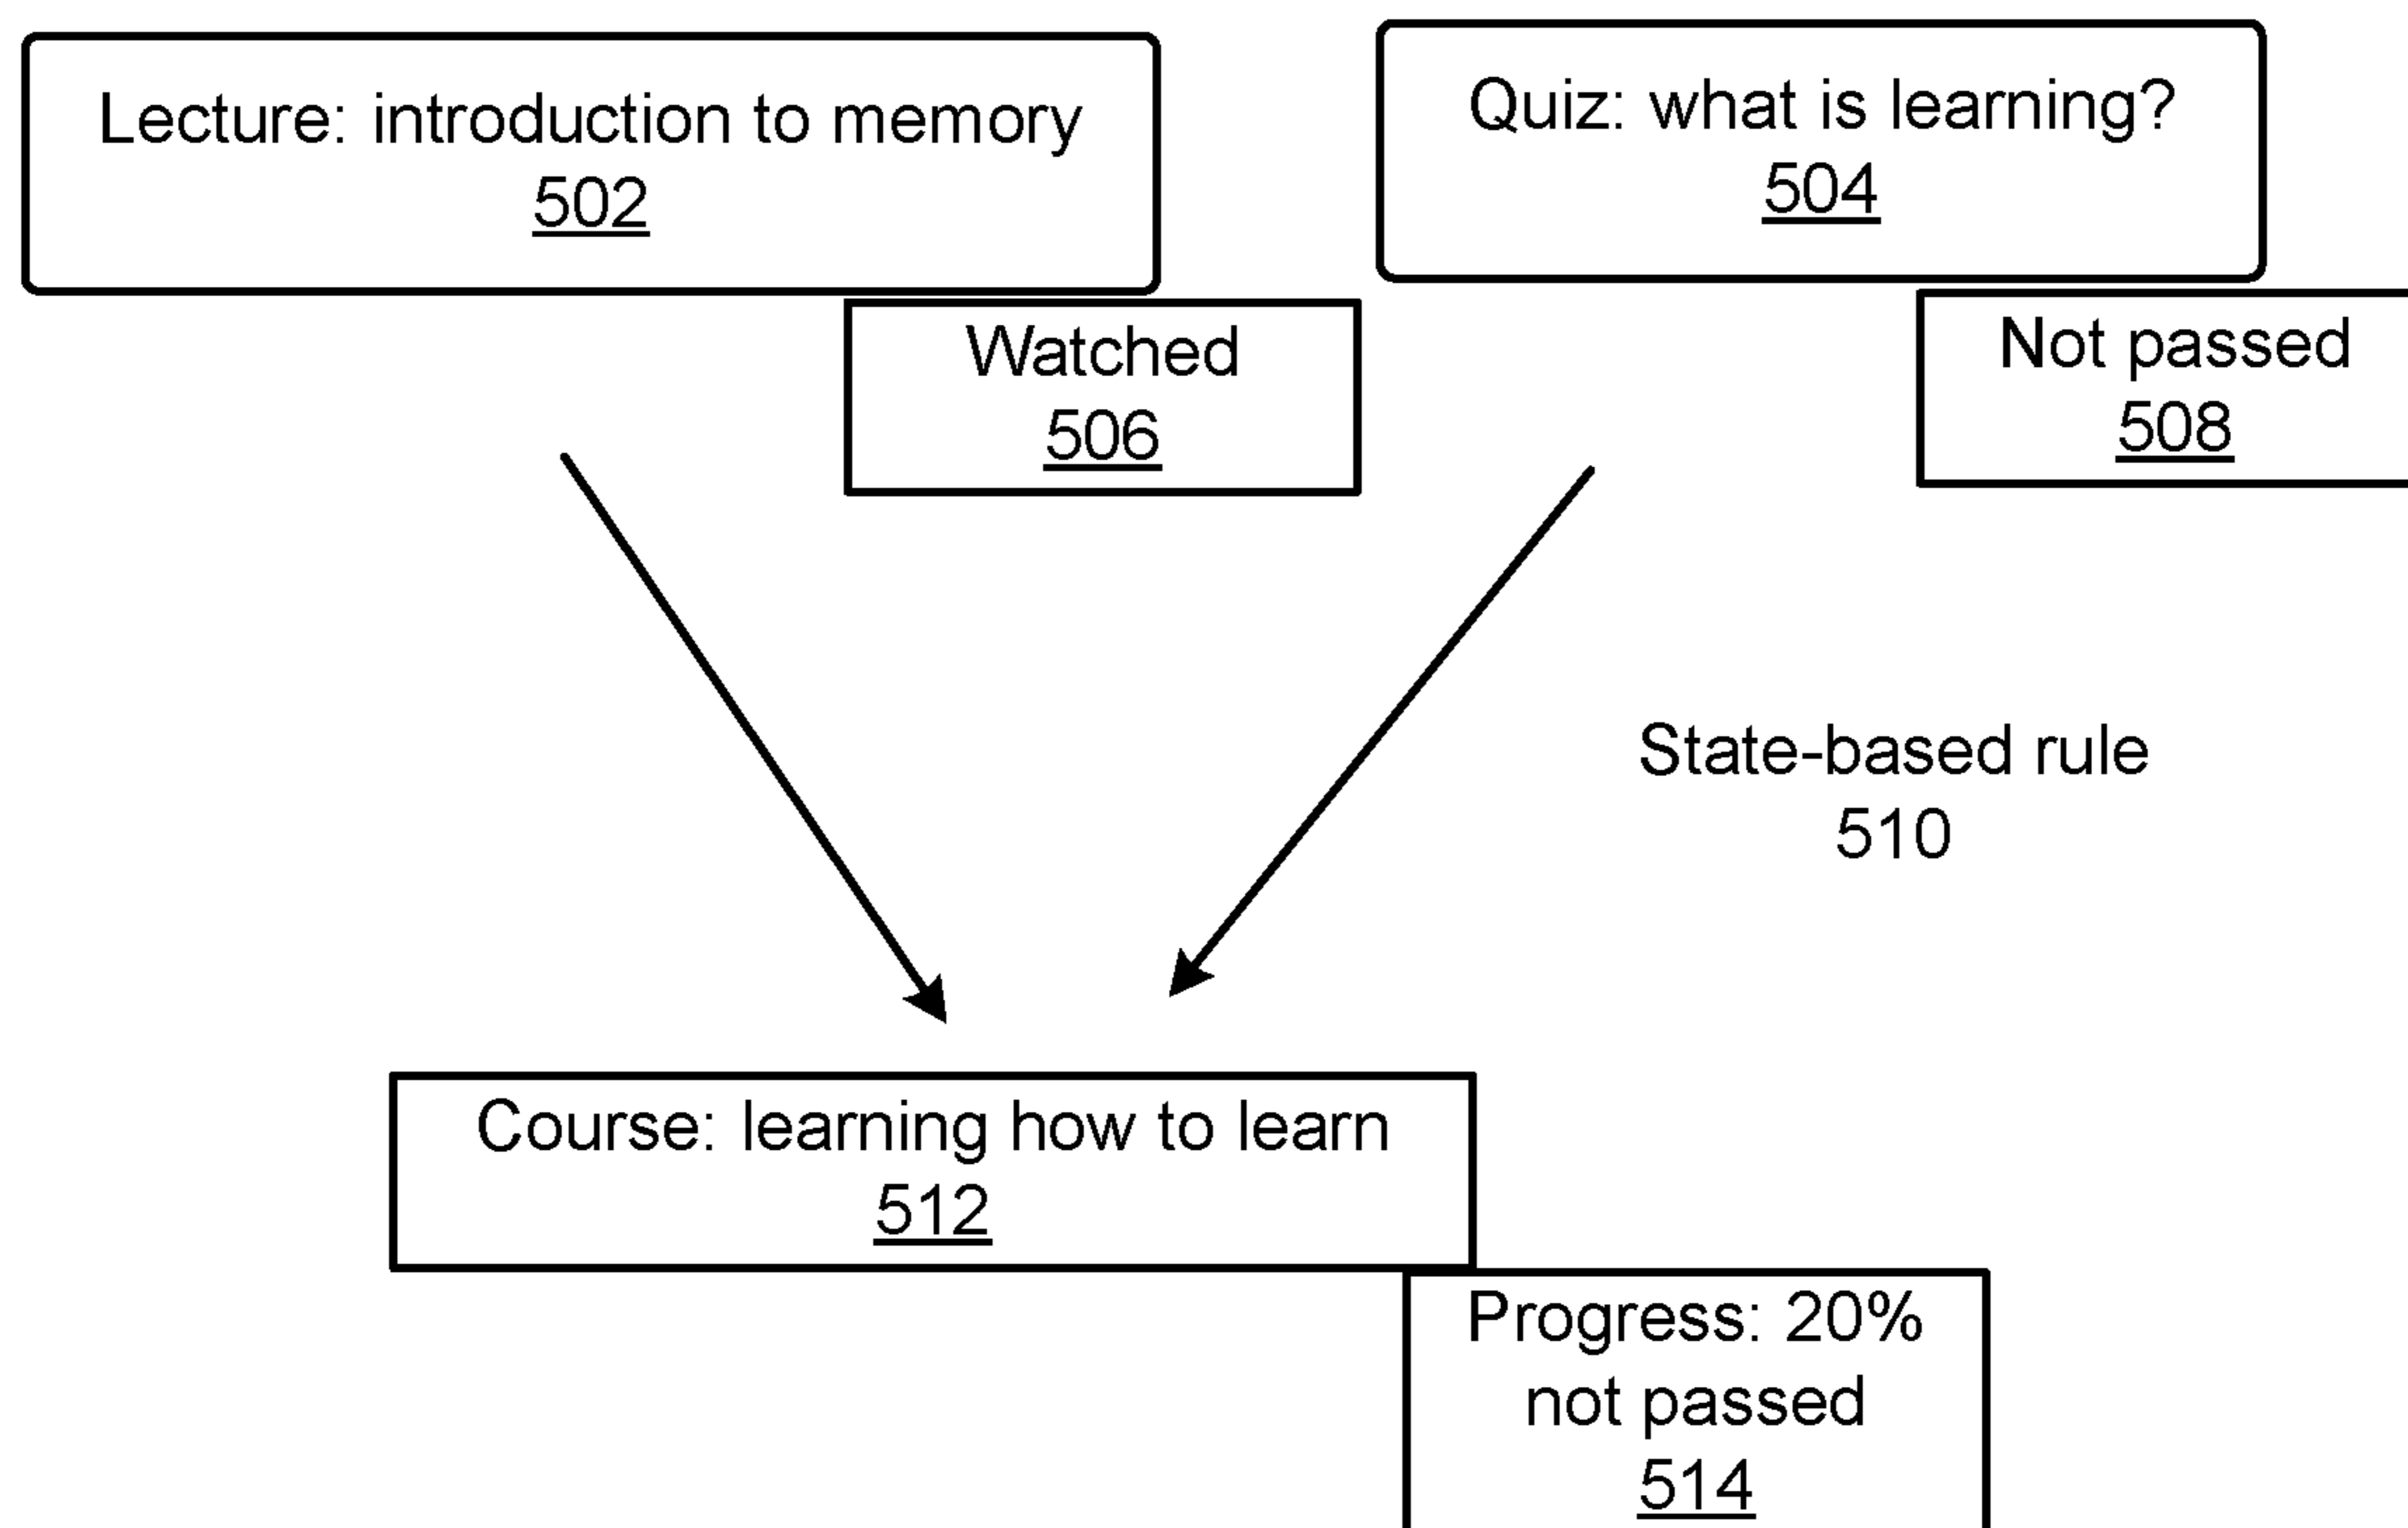 Lecture: introduction to memory
502
Quiz: what is learning?
504
Watched
506
Not passed
508
State-based rule
510
Course: learning how to learn
512
Progress: 20%
not passed
514